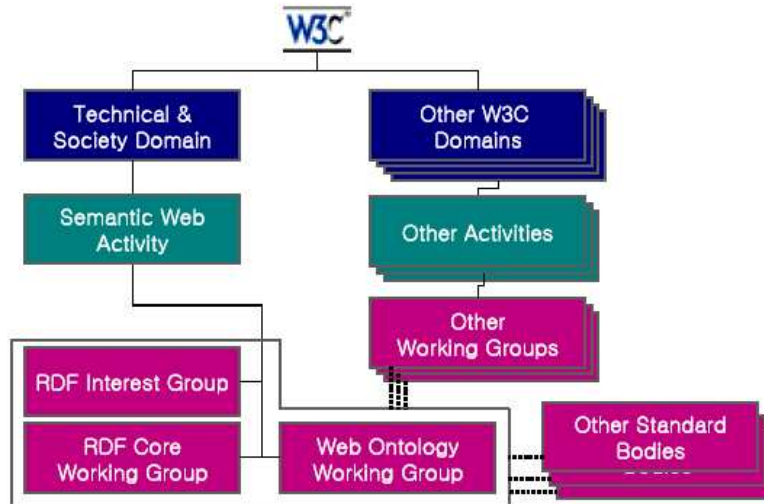 W3C®
Technical &
Society Domain
Other W3C
Domains
Semantic Web
Activity
Other Activities
Other
Working Groups
RDF Interest Group
RDF Core
Working Group
Web Ontology
Working Group
Other Standard
Bodies
Bodies